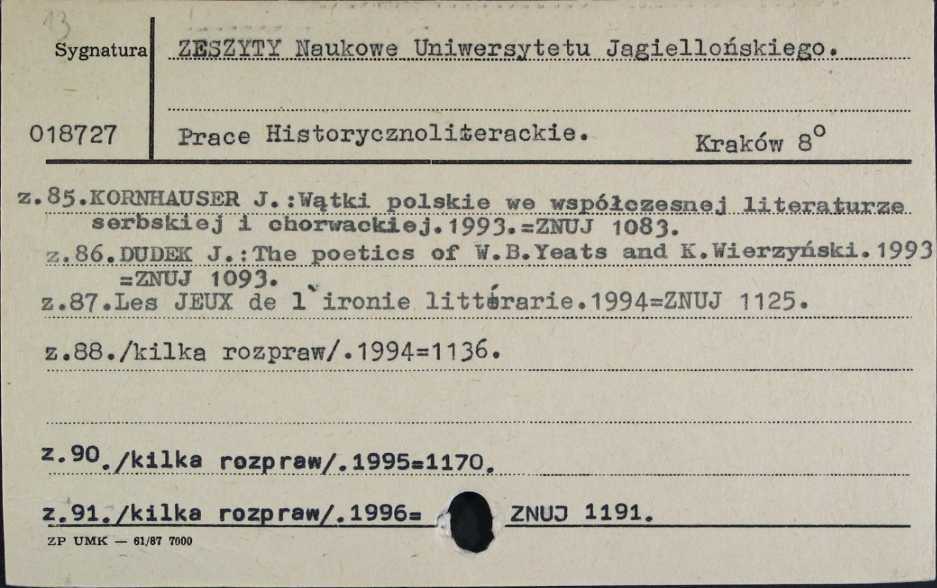 13
Sygnatura ZESZYTY Naukowe Uniwersytetu Jagiellońskiego.
018727 Prace Historycznoliterackie. Kraków 8°
z.85.KORNHAUSER J.:Wątki polskie we współczesnej literaturze
serbskiej i chorwackiej.1993.=ZNUJ 1083.
z.86.DUDEK J.:The poetics of W.B.Yeats and K.Wierzyński.1993
=ZNUJ 1093.
z.87.Les JEUX de l`ironie littérarie.1994=ZNUJ 1125.
z.88./kilka rozpraw/.1994=1136.
z.90./kilka rozpraw/.1995=1170.
z.91./kilka rozpraw/.1996= ZNUJ 1191.
ZP UMK — 61/87 7000